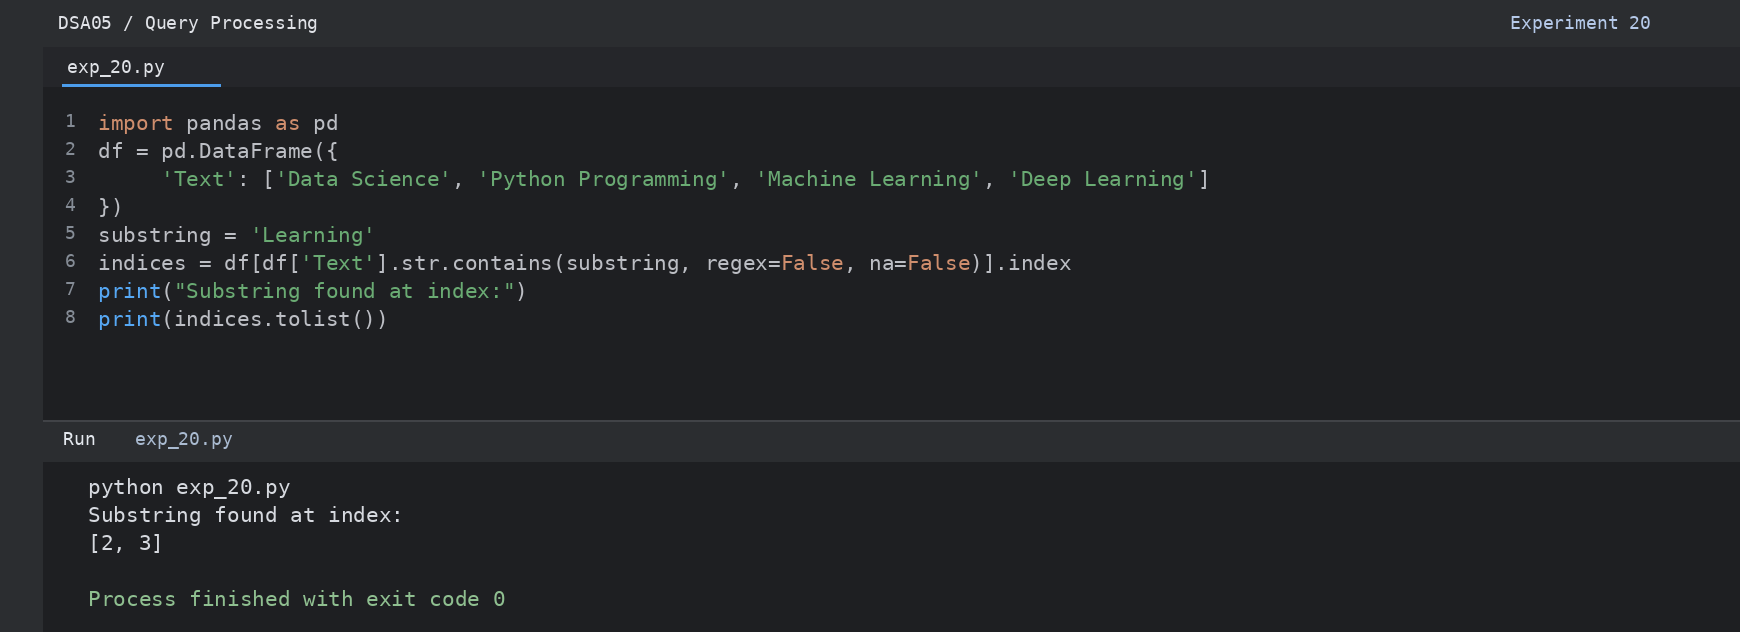 DSA05 / Query Processing
Experiment 20
exp_20.py
1 import pandas as pd
2 df = pd.DataFrame({
3      'Text': ['Data Science', 'Python Programming', 'Machine Learning', 'Deep Learning']
4 })
5 substring = 'Learning'
6 indices = df[df['Text'].str.contains(substring, regex=False, na=False)].index
7 print("Substring found at index:")
8 print(indices.tolist())
Run exp_20.py
python exp_20.py
Substring found at index:
[2, 3]
Process finished with exit code 0